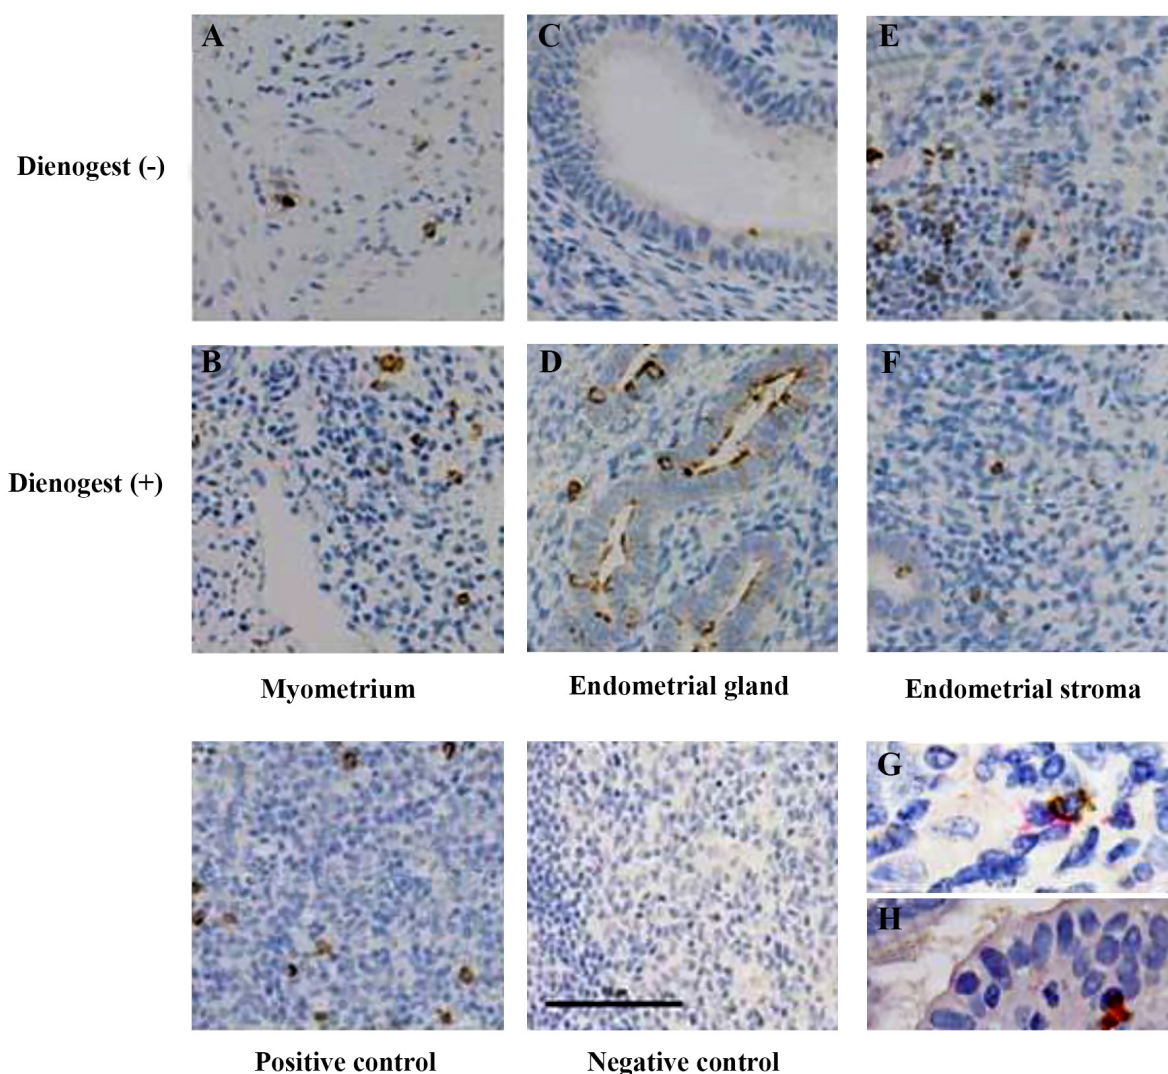 A
C
E
Dienogest (-)
B
D
F
Dienogest (+)
Myometrium
Endometrial gland
Endometrial stroma
G
H
Positive control
Negative control